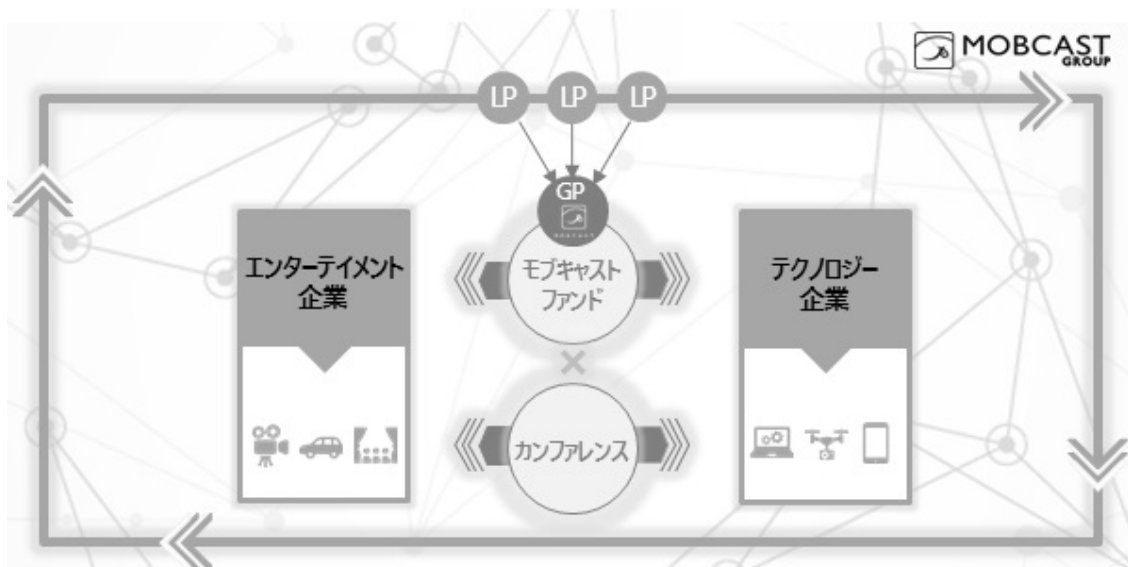 MOBCAST
GROUP
LP LP LP
GP
MOBCAST
エンターテイメント
企業
モブキャスト
ファンド
テクノロジー
企業
×
カンファレンス